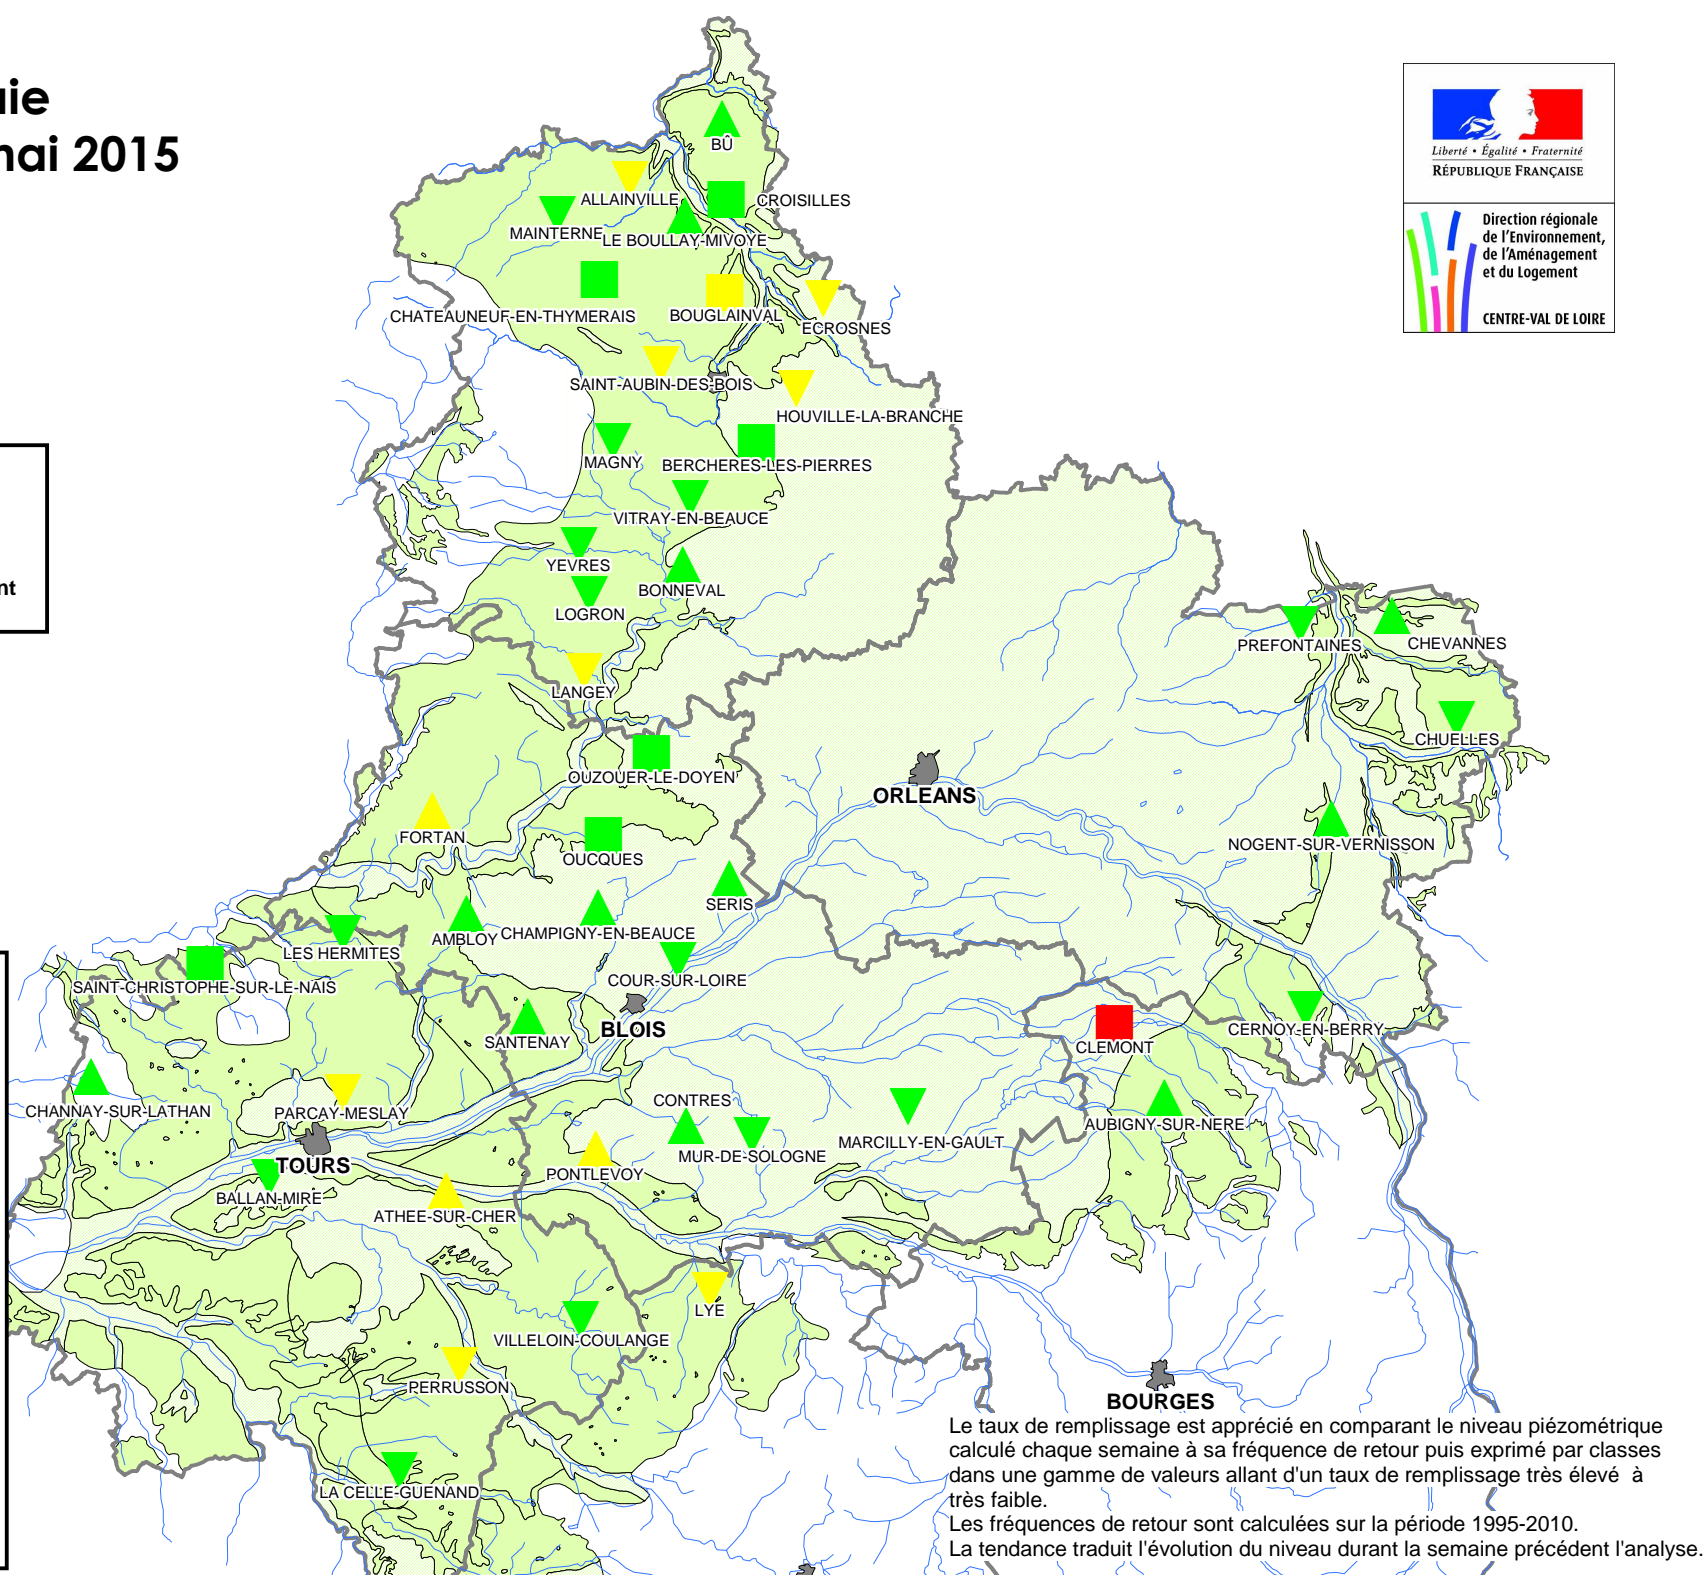 aie
mai 2015
Liberté • Égalité • Fraternité
RÉPUBLIQUE FRANÇAISE
Direction régionale
de l'Environnement,
de l'Aménagement
et du Logement
CENTRE-VAL DE LOIRE
nt
BÛ
ALLAINVILLE
CROISILLES
MAINTERNE
LE BOULLAY-MIVOYE
CHATEAUNEUF-EN-THYMERAIS
BOUGLAINVAL
ECROSNES
SAINT-AUBIN-DES-BOIS
HOUVILLE-LA-BRANCHE
MAGNY
BERCHERES-LES-PIERRES
VITRAY-EN-BEAUCE
YEVRES
BONNEVAL
LOGRON
PREFONTAINES
CHEVANNES
LANGEY
CHUELLES
OUZOUER-LE-DOYEN
ORLEANS
FORTAN
OUCQUES
NOGENT-SUR-VERNISSON
SERIS
AMBLOY
CHAMPIGNY-EN-BEAUCE
LES HERMITES
COUR-SUR-LOIRE
SAINT-CHRISTOPHE-SUR-LE-NAIS
BLOIS
SANTENAY
CERNOY-EN-BERRY
CLEMONT
CHANNAY-SUR-LATHAN
PARCAY-MESLAY
CONTRES
AUBIGNY-SUR-NERE
MARCILLY-EN-GAULT
MUR-DE-SOLOGNE
TOURS
PONTLEVOY
BALLAN-MIRE
ATHEE-SUR-CHER
LYE
VILLELOIN-COULANGE
PERRUSSON
BOURGES
LA CELLE-GUENAND
Le taux de remplissage est apprécié en comparant le niveau piézométrique
calculé chaque semaine à sa fréquence de retour puis exprimé par classes
dans une gamme de valeurs allant d'un taux de remplissage très élevé à
très faible.
Les fréquences de retour sont calculées sur la période 1995-2010.
La tendance traduit l'évolution du niveau durant la semaine précédent l'analyse.